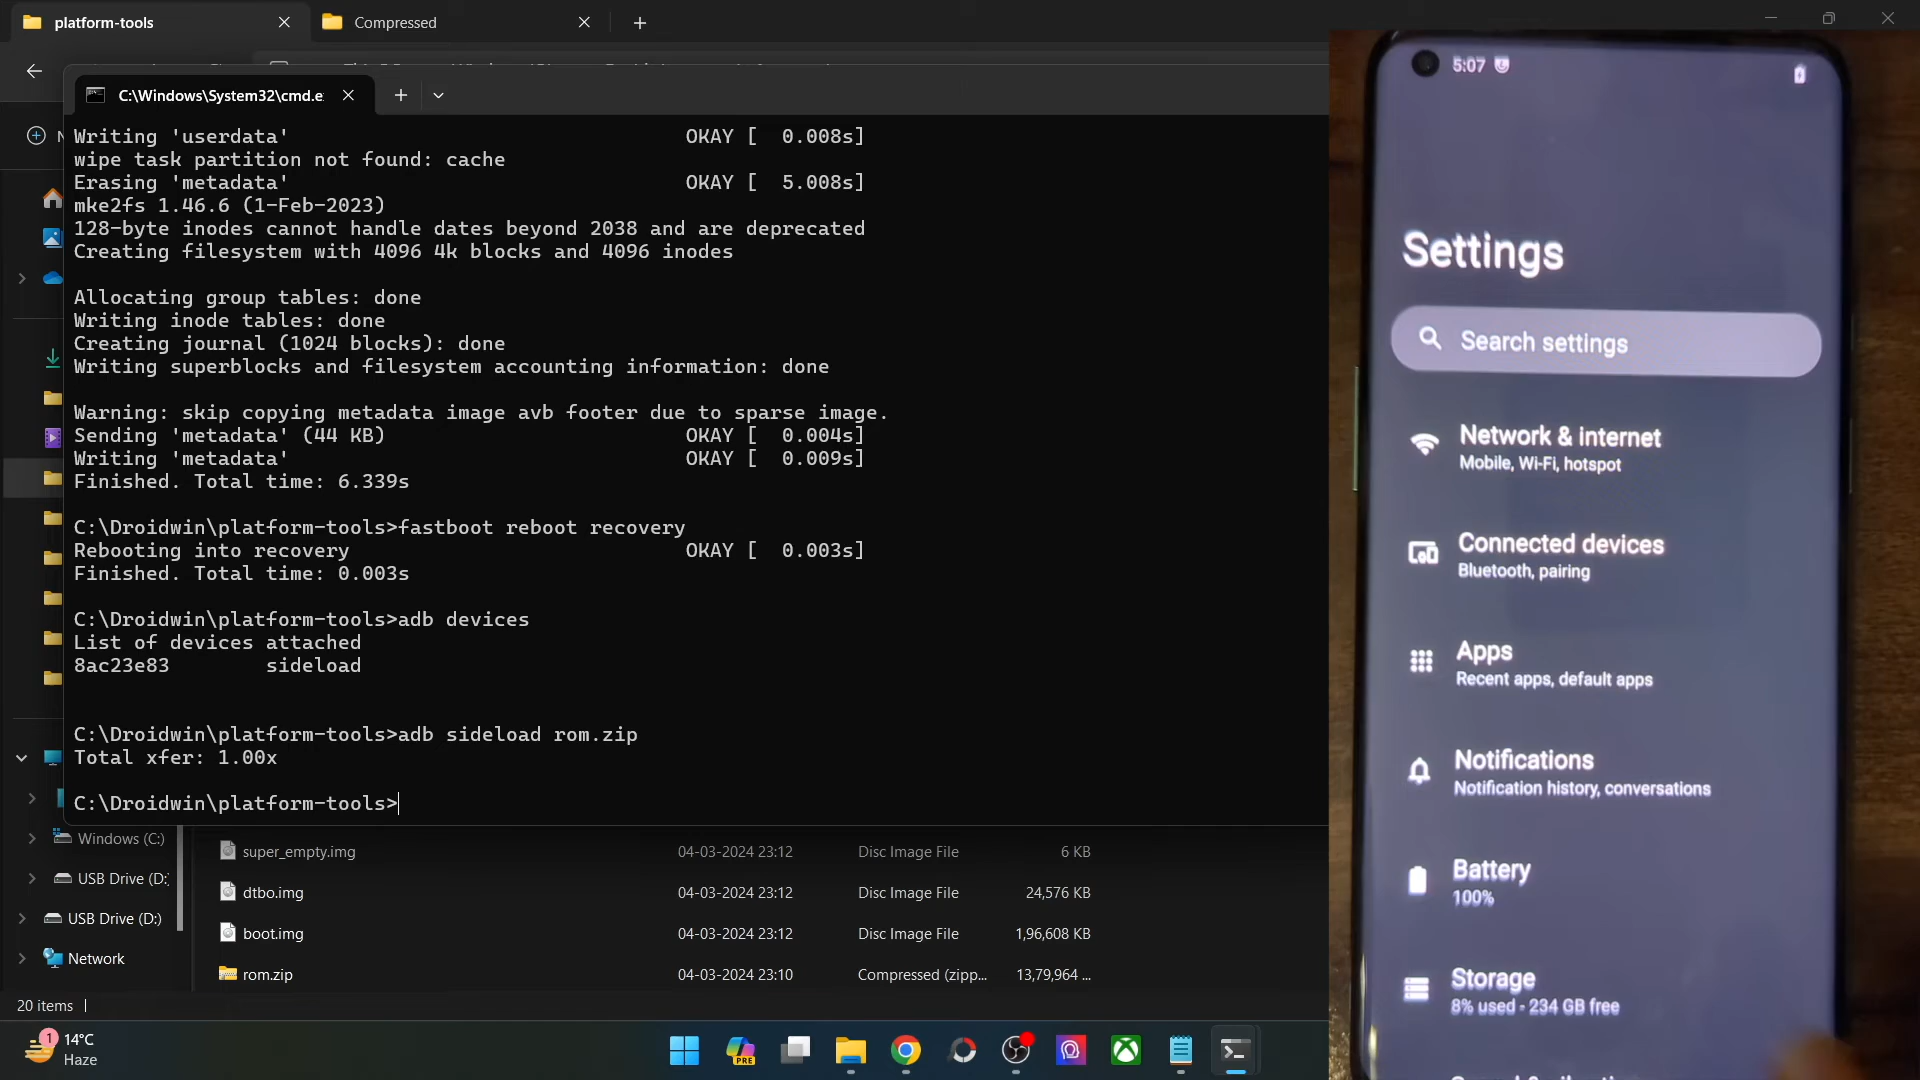 platform-tools
Compressed
C:\Windows\System32\cmd.e
Writing 'userdata' OKAY [ 0.008s]
wipe task partition not found: cache
Erasing 'metadata' OKAY [ 5.008s]
mke2fs 1.46.6 (1-Feb-2023)
128-byte inodes cannot handle dates beyond 2038 and are deprecated
Creating filesystem with 4096 4k blocks and 4096 inodes
Allocating group tables: done
Writing inode tables: done
Creating journal (1024 blocks): done
Writing superblocks and filesystem accounting information: done
Warning: skip copying metadata image avb footer due to sparse image.
Sending 'metadata' (44 KB) OKAY [ 0.004s]
Writing 'metadata' OKAY [ 0.009s]
Finished. Total time: 6.339s
C:\Droidwin\platform-tools>fastboot reboot recovery
Rebooting into recovery OKAY [ 0.003s]
Finished. Total time: 0.003s
C:\Droidwin\platform-tools>adb devices
List of devices attached
8ac23e83 sideload
C:\Droidwin\platform-tools>adb sideload rom.zip
Total xfer: 1.00x
C:\Droidwin\platform-tools>
Windows (C:)
USB Drive (D:
USB Drive (D:)
Network
super_empty.img 04-03-2024 23:12 Disc Image File 6 KB
dtbo.img 04-03-2024 23:12 Disc Image File 24,576 KB
boot.img 04-03-2024 23:12 Disc Image File 1,96,608 KB
rom.zip 04-03-2024 23:10 Compressed (zipp... 13,79,964 ...
20 items
1
14°C
Haze
PRE
5:07
Settings
Search settings
Network & internet
Mobile, Wi-Fi, hotspot
Connected devices
Bluetooth, pairing
Apps
Recent apps, default apps
Notifications
Notification history, conversations
Battery
100%
Storage
8% used - 234 GB free